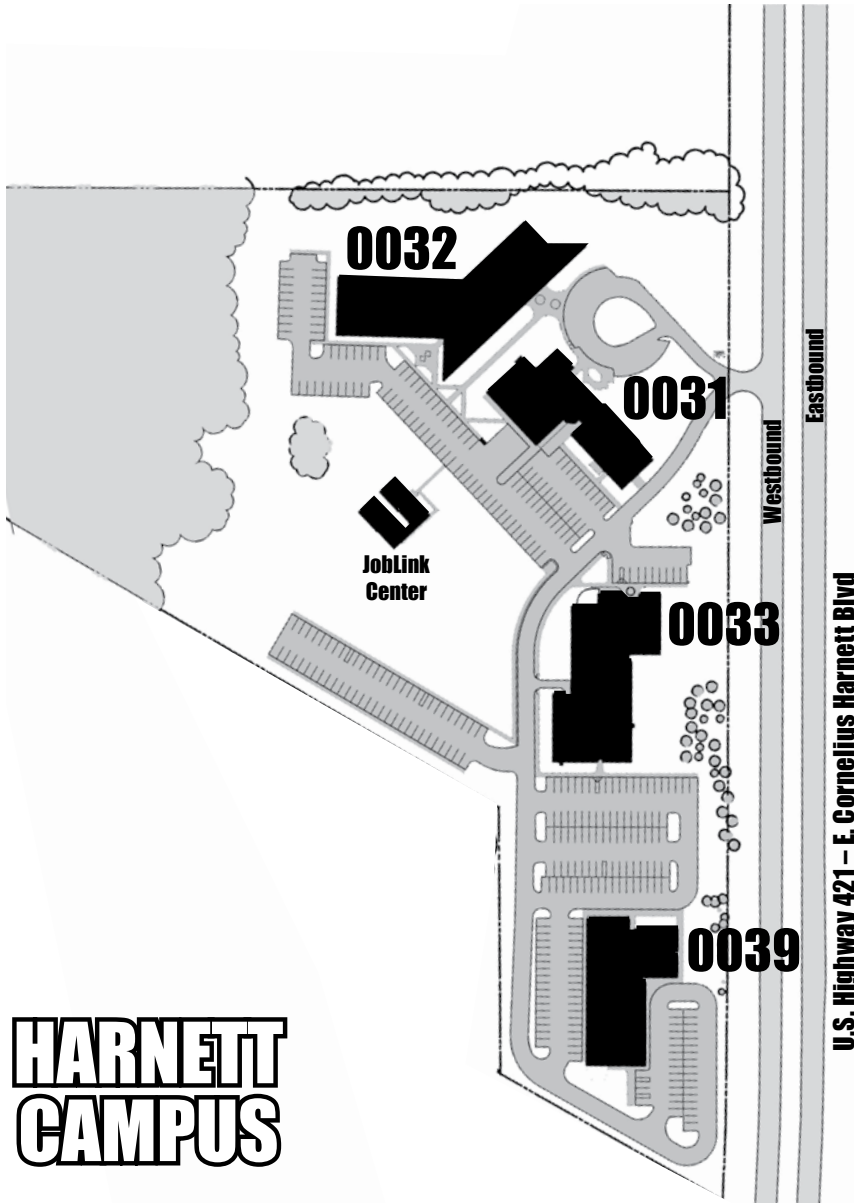 0032
0031
Eastbound
Westbound
JobLink
Center
0033
U.S. Highway 421 – E. Cornelius Harnett Blvd
0039
HARNETT
CAMPUS